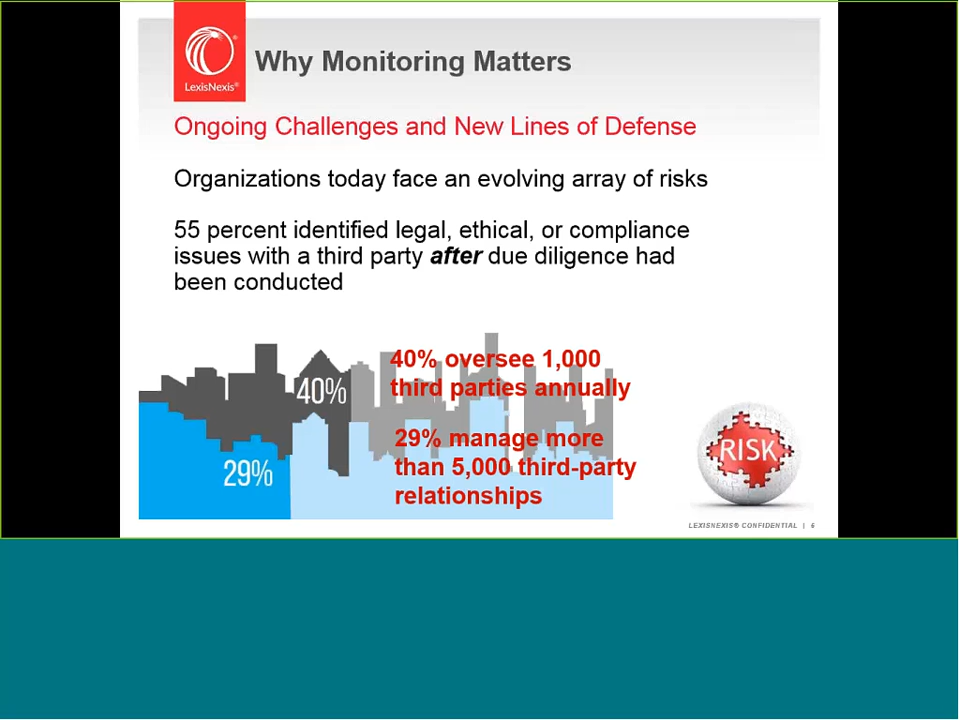 LexisNexis®
Why Monitoring Matters
Ongoing Challenges and New Lines of Defense
Organizations today face an evolving array of risks
55 percent identified legal, ethical, or compliance
issues with a third party after due diligence had
been conducted
40%
29%
40% oversee 1,000
third parties annually
29% manage more
than 5,000 third-party
relationships
RISK
LEXISNEXIS® CONFIDENTIAL | 6